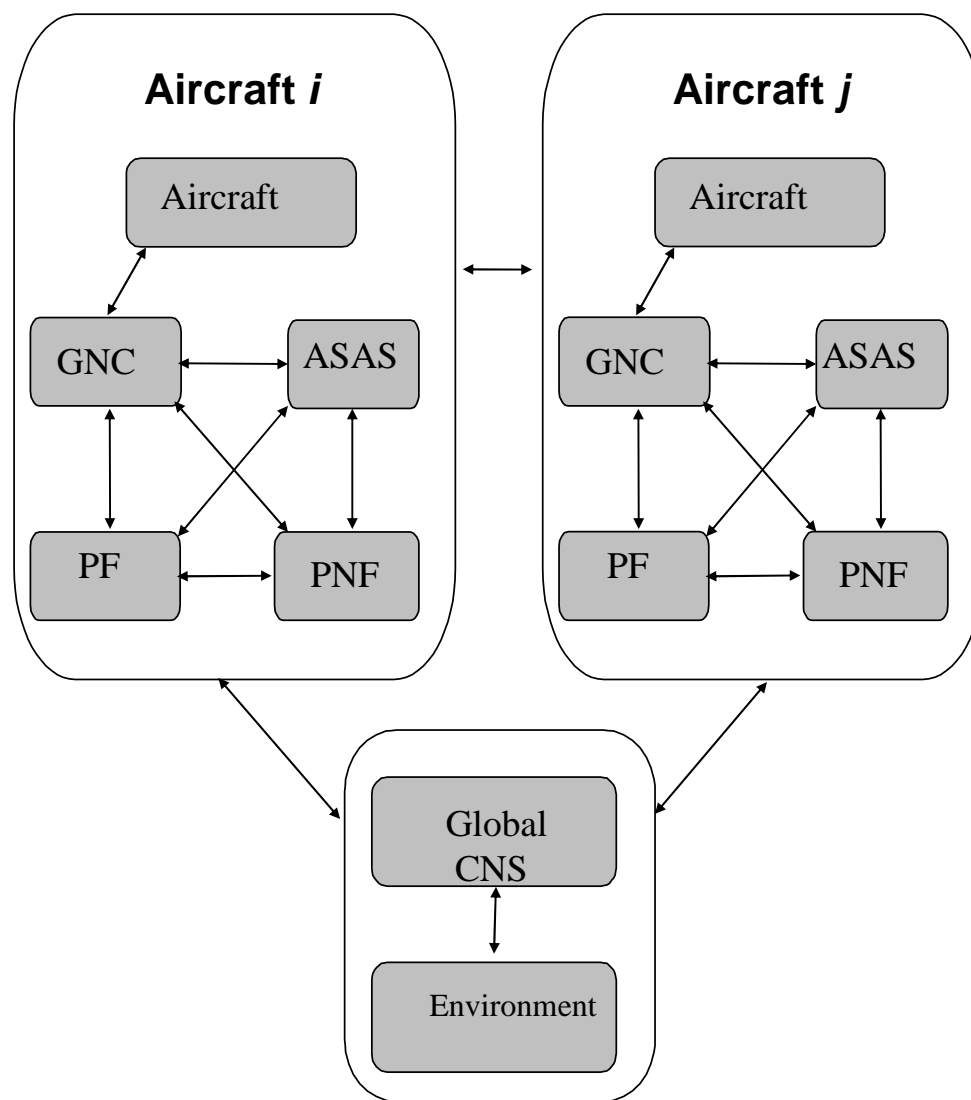 Aircraft i
Aircraft
GNC
ASAS
PF
PNF
Aircraft j
Aircraft
GNC
ASAS
PF
PNF
Global
CNS
Environment